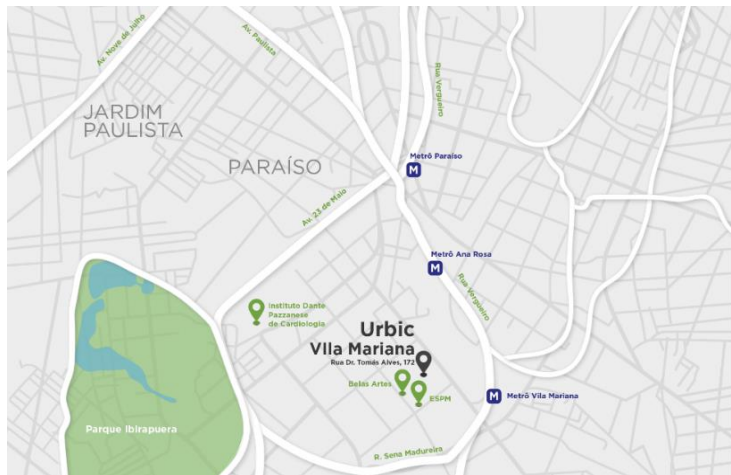 Av. Nove de Julho
Av. Paulista
Rua Vergueiro
JARDIM
PAULISTA
PARAÍSO
Metrô Paraíso
M
Av. 23 de Maio
Metrô Ana Rosa
M
Rua Vergueiro
Instituto Dante
Pazzanese
de Cardiologia
Urbic
VIla Mariana
Rua Dr. Tomás Alves, 172
Belas Artes
ESPM
M
Metrô Vila Mariana
Parque Ibirapuera
R. Sena Madureira